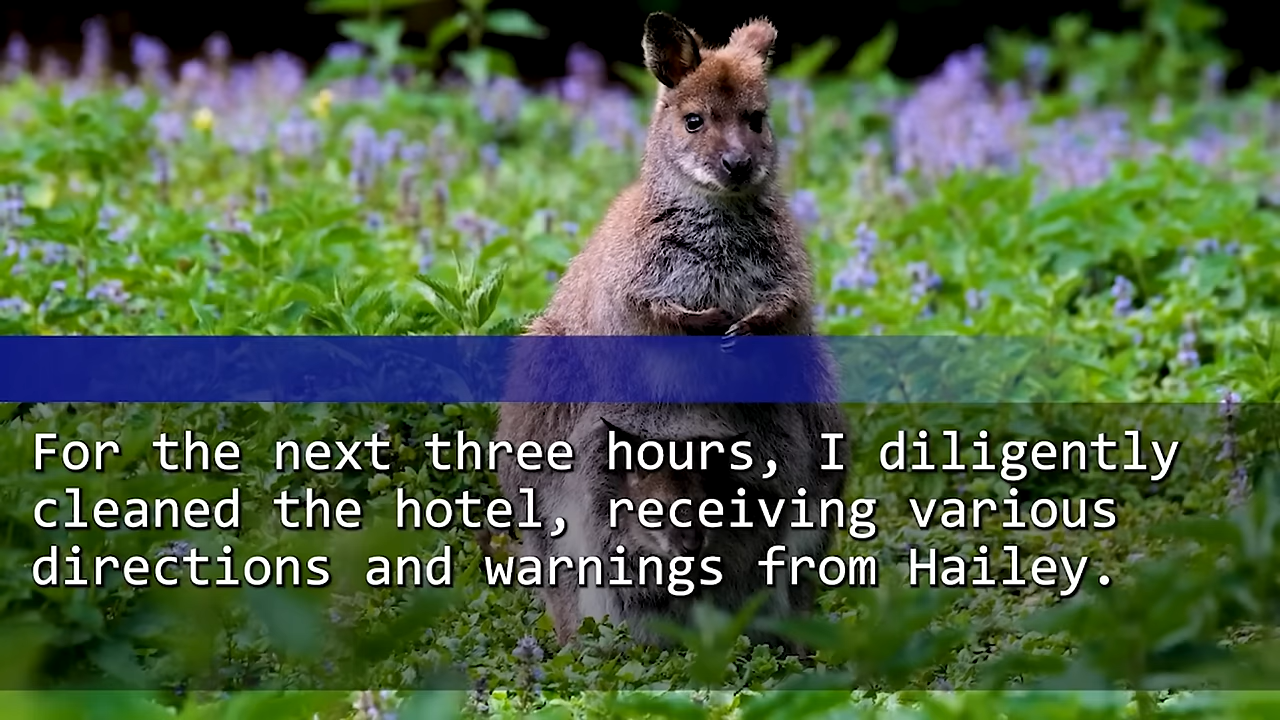 For the next three hours, I diligently
cleaned the hotel, receiving various
directions and warnings from Hailey.